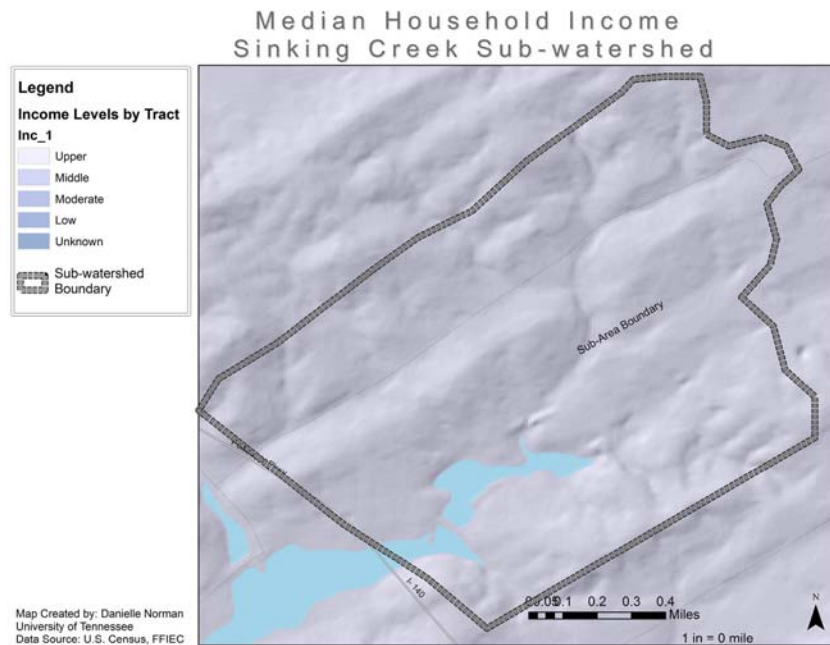 Median Household Income
Sinking Creek Sub-watershed
Legend
Income Levels by Tract
Inc_1
Upper
Middle
Moderate
Low
Unknown
Sub-watershed
Boundary
Sub-Area Boundary
I- 140
0.1 0.2 0.3 0.4
Miles
N
1 in = 0 mile
Map Created by: Danielle Norman
University of Tennessee
Data Source: U.S. Census, FFIEC